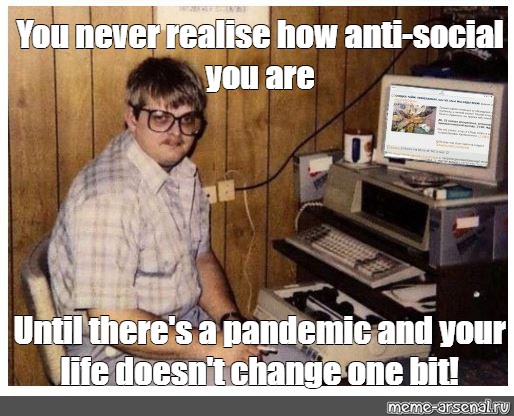 You never realise how anti-social
you are
Until there's a pandemic and your
life doesn't change one bit!
meme-arsenal.ru